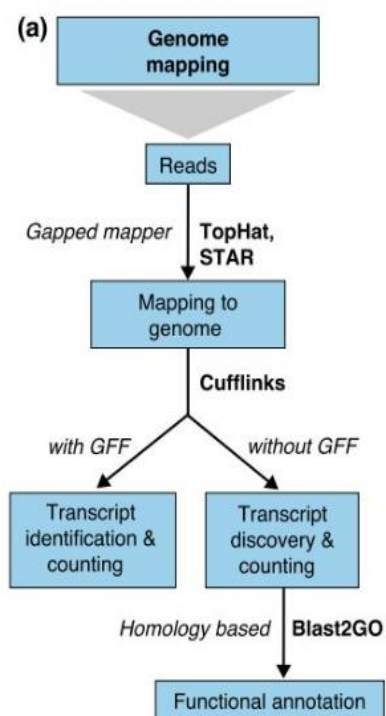 (a)
Genome
mapping
Reads
Gapped mapper TopHat,
STAR
Mapping to
genome
Cufflinks
with GFF without GFF
Transcript
identification &
counting
Transcript
discovery &
counting
Homology based Blast2GO
Functional annotation